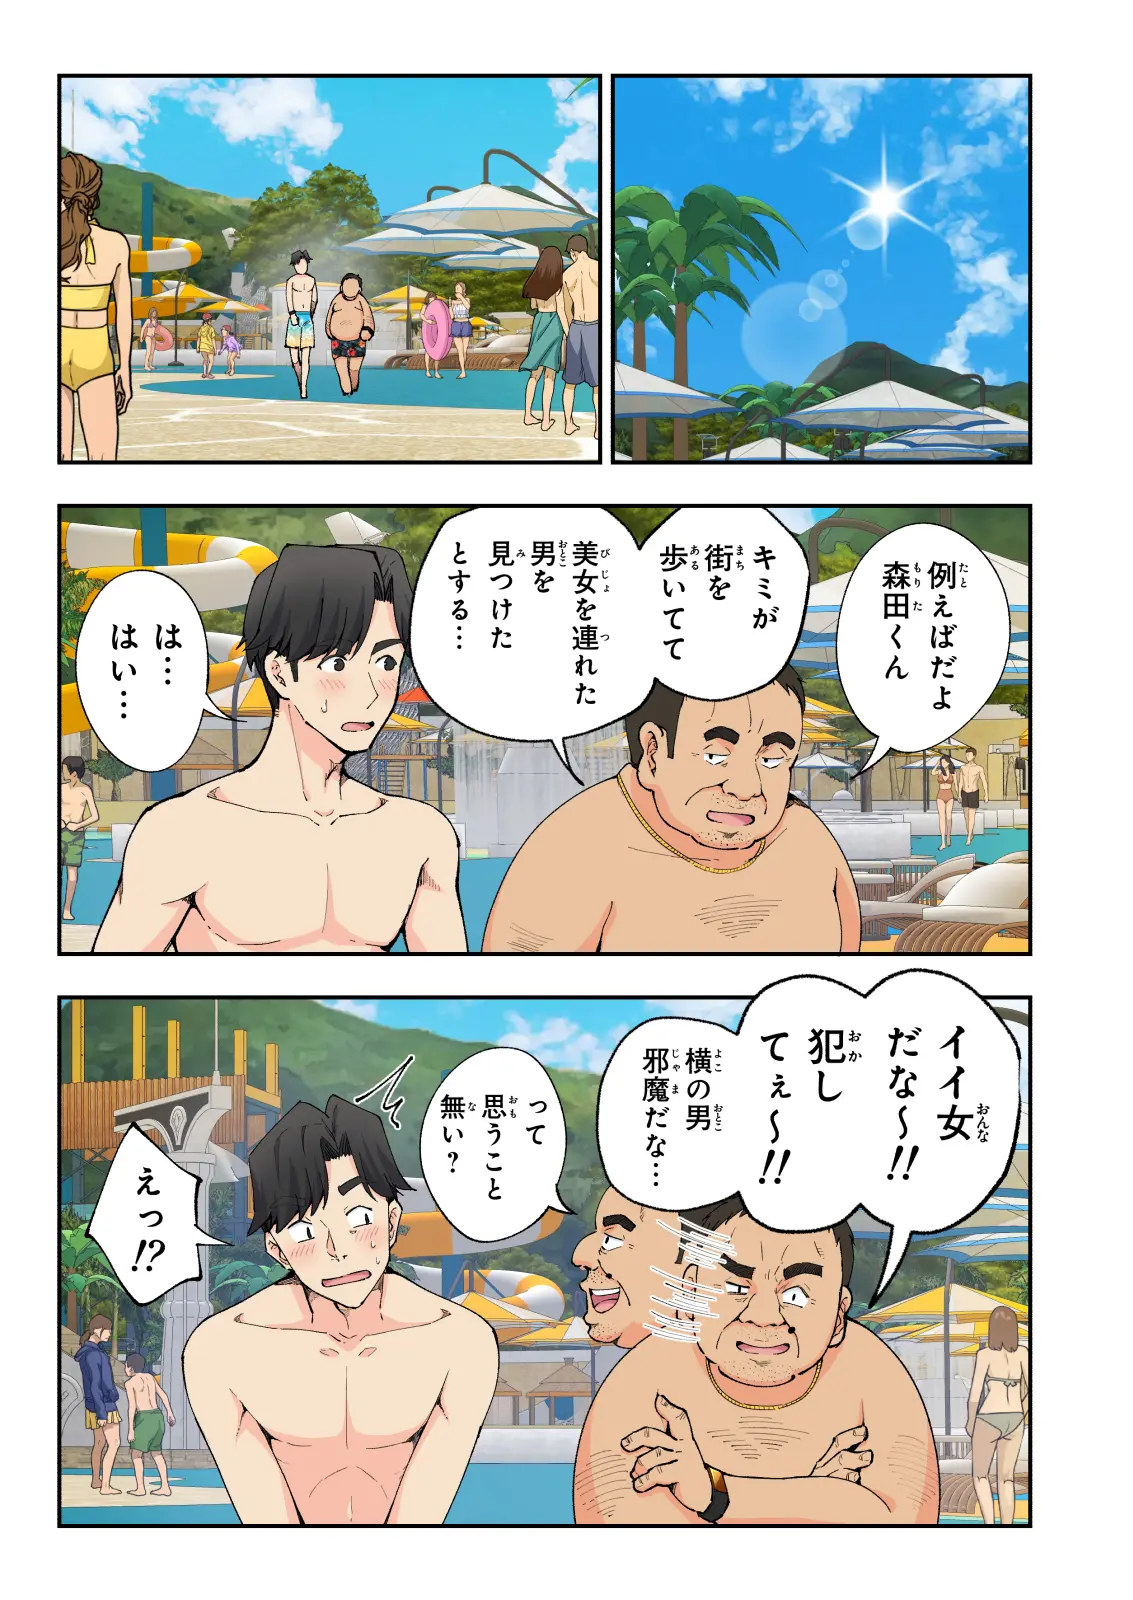 例えばだよ
森田くん
キミが
街を
歩いてて
美女を連れた
男を
見つけた
とする…
は…
はい…
イイ女
だな〜!!
犯し
てぇ〜!!
横の男
邪魔だな…
って
思うこと
無い?
えっ!?